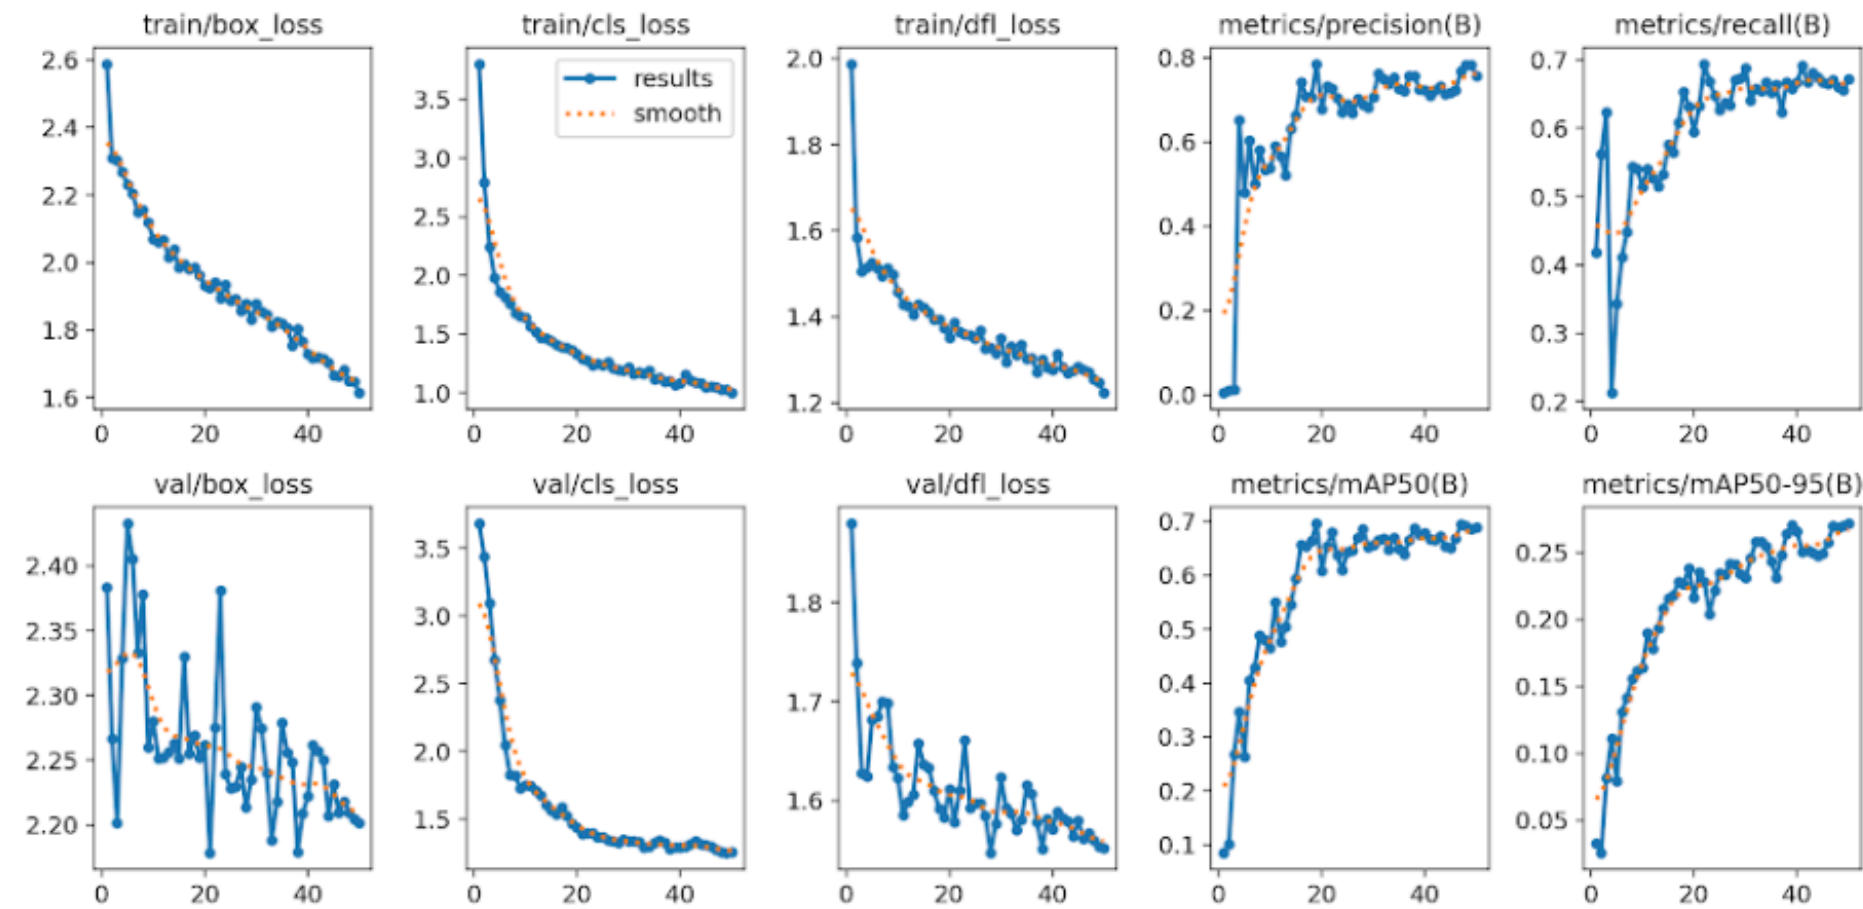 train/box_loss
2.6
2.4
2.2
2.0
1.8
1.6
0 20 40
train/cls_loss
results
smooth
3.5
3.0
2.5
2.0
1.5
1.0
0 20 40
train/dfl_loss
2.0
1.8
1.6
1.4
1.2
0 20 40
metrics/precision(B)
0.8
0.6
0.4
0.2
0.0
0 20 40
metrics/recall(B)
0.7
0.6
0.5
0.4
0.3
0.2
0 20 40
val/box_loss
2.40
2.35
2.30
2.25
2.20
0 20 40
val/cls_loss
3.5
3.0
2.5
2.0
1.5
0 20 40
val/dfl_loss
1.8
1.7
1.6
0 20 40
metrics/mAP50(B)
0.7
0.6
0.5
0.4
0.3
0.2
0.1
0 20 40
metrics/mAP50-95(B)
0.25
0.20
0.15
0.10
0.05
0 20 40